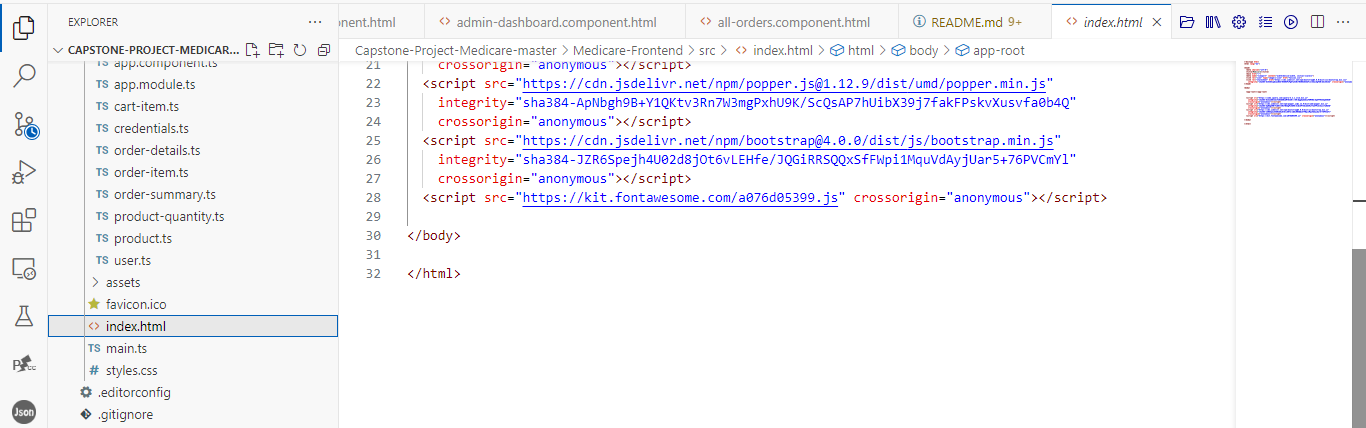 EXPLORER
CAPSTONE-PROJECT-MEDICAR...
TS app.component.ts
TS app.module.ts
TS cart-item.ts
TS credentials.ts
TS order-details.ts
TS order-item.ts
TS order-summary.ts
TS product-quantity.ts
TS product.ts
TS user.ts
assets
favicon.ico
<> index.html
TS main.ts
# styles.css
.editorconfig
.gitignore
Json
nent.html
<> admin-dashboard.component.html
<> all-orders.component.html
README.md 9+
<> index.html
Capstone-Project-Medicare-master > Medicare-Frontend > src > <> index.html > html > body > app-root
21 crossorigin="anonymous"></script>
22 <script src="https://cdn.jsdelivr.net/npm/popper.js@1.12.9/dist/umd/popper.min.js"
23 integrity="sha384-ApNbgh9B+Y1QKtv3Rn7W3mgPxhU9K/ScQsAP7hUibX39j7fakFPskvXusvfa0b4Q"
24 crossorigin="anonymous"></script>
25 <script src="https://cdn.jsdelivr.net/npm/bootstrap@4.0.0/dist/js/bootstrap.min.js"
26 integrity="sha384-JZR6Spejh4U02d8jOt6vLEHfe/JQGiRRSQQxSfFWpi1MquVdAyjUar5+76PVCmYl"
27 crossorigin="anonymous"></script>
28 <script src="https://kit.fontawesome.com/a076d05399.js" crossorigin="anonymous"></script>
29
30 </body>
31
32 </html>